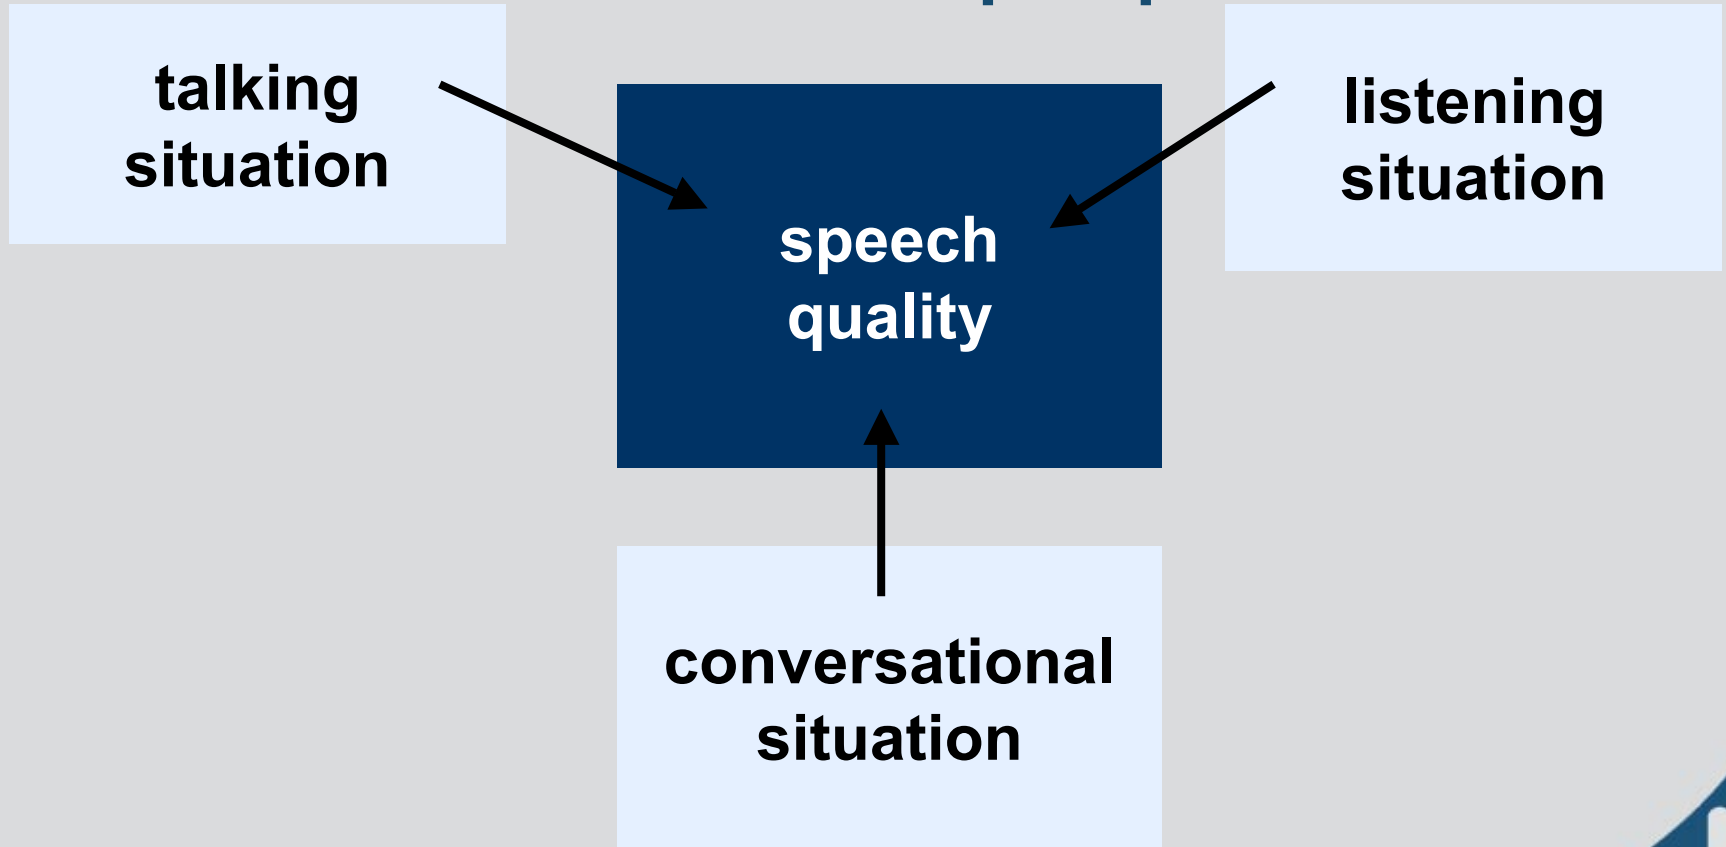 talking
situation
listening
situation
speech
quality
conversational
situation